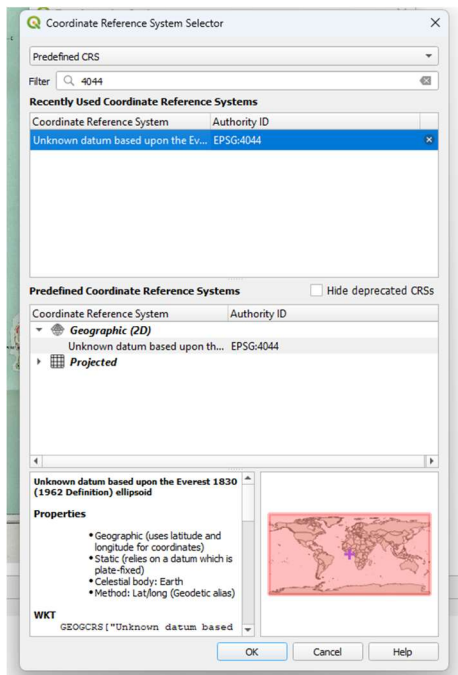 Coordinate Reference System Selector
Predefined CRS
Filter 4044
Recently Used Coordinate Reference Systems
Coordinate Reference System Authority ID
Unknown datum based upon the Ev... EPSG:4044
Predefined Coordinate Reference Systems Hide deprecated CRSs
Coordinate Reference System Authority ID
Geographic (2D)
Unknown datum based upon th... EPSG:4044
Projected
Unknown datum based upon the Everest 1830
(1962 Definition) ellipsoid
Properties
• Geographic (uses latitude and
longitude for coordinates)
• Static (relies on a datum which is
plate-fixed)
• Celestial body: Earth
• Method: Lat/long (Geodetic alias)
WKT
GEOGCRS["Unknown datum based
OK Cancel Help